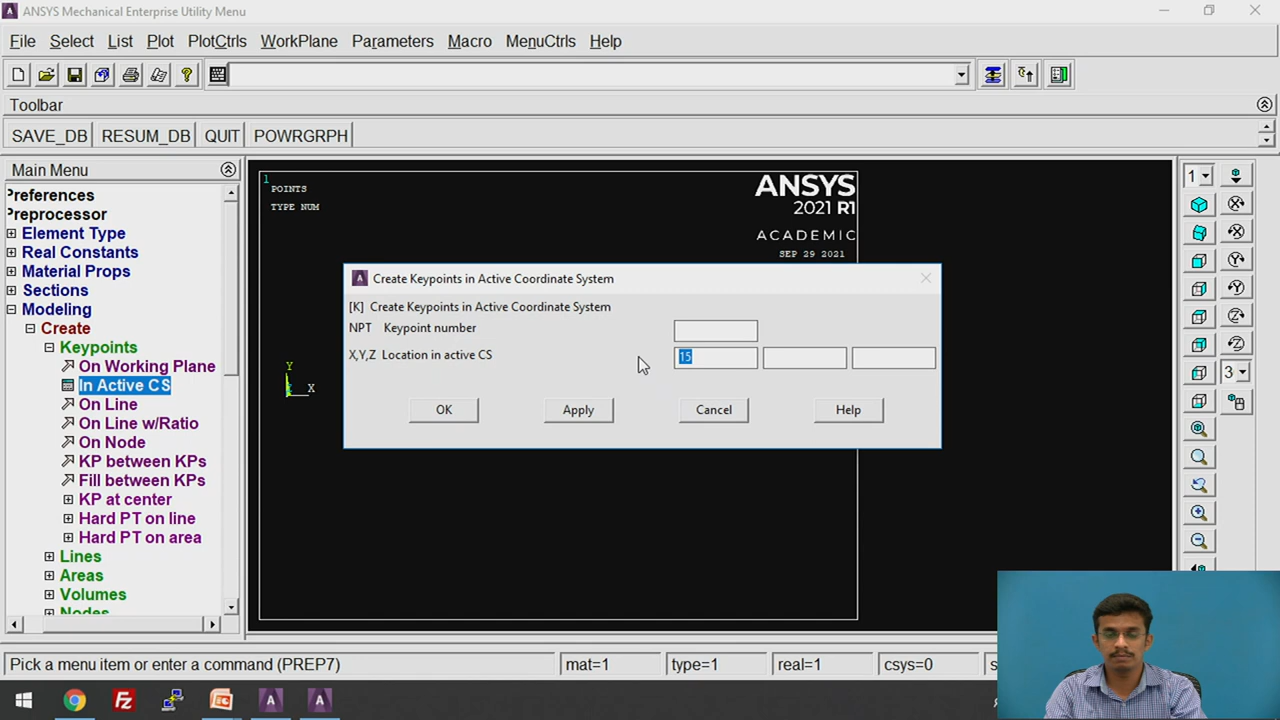 ANSYS Mechanical Enterprise Utility Menu
File Select List Plot PlotCtrls WorkPlane Parameters Macro MenuCtrls Help
Toolbar
SAVE_DB RESUM_DB QUIT POWRGRPH
Main Menu
Preferences
Preprocessor
Element Type
Real Constants
Material Props
Sections
Modeling
Create
Keypoints
On Working Plane
In Active CS
On Line
On Line w/Ratio
On Node
KP between KPs
Fill between KPs
KP at center
Hard PT on line
Hard PT on area
Lines
Areas
Volumes
Nodes
1
POINTS
TYPE NUM
ANSYS
2021 R1
ACADEMIC
SEP 29 2021
Y
X
Create Keypoints in Active Coordinate System
[K] Create Keypoints in Active Coordinate System
NPT Keypoint number
X,Y,Z Location in active CS 15
OK Apply Cancel Help
1
3
Pick a menu item or enter a command (PREP7) mat=1 type=1 real=1 csys=0 s